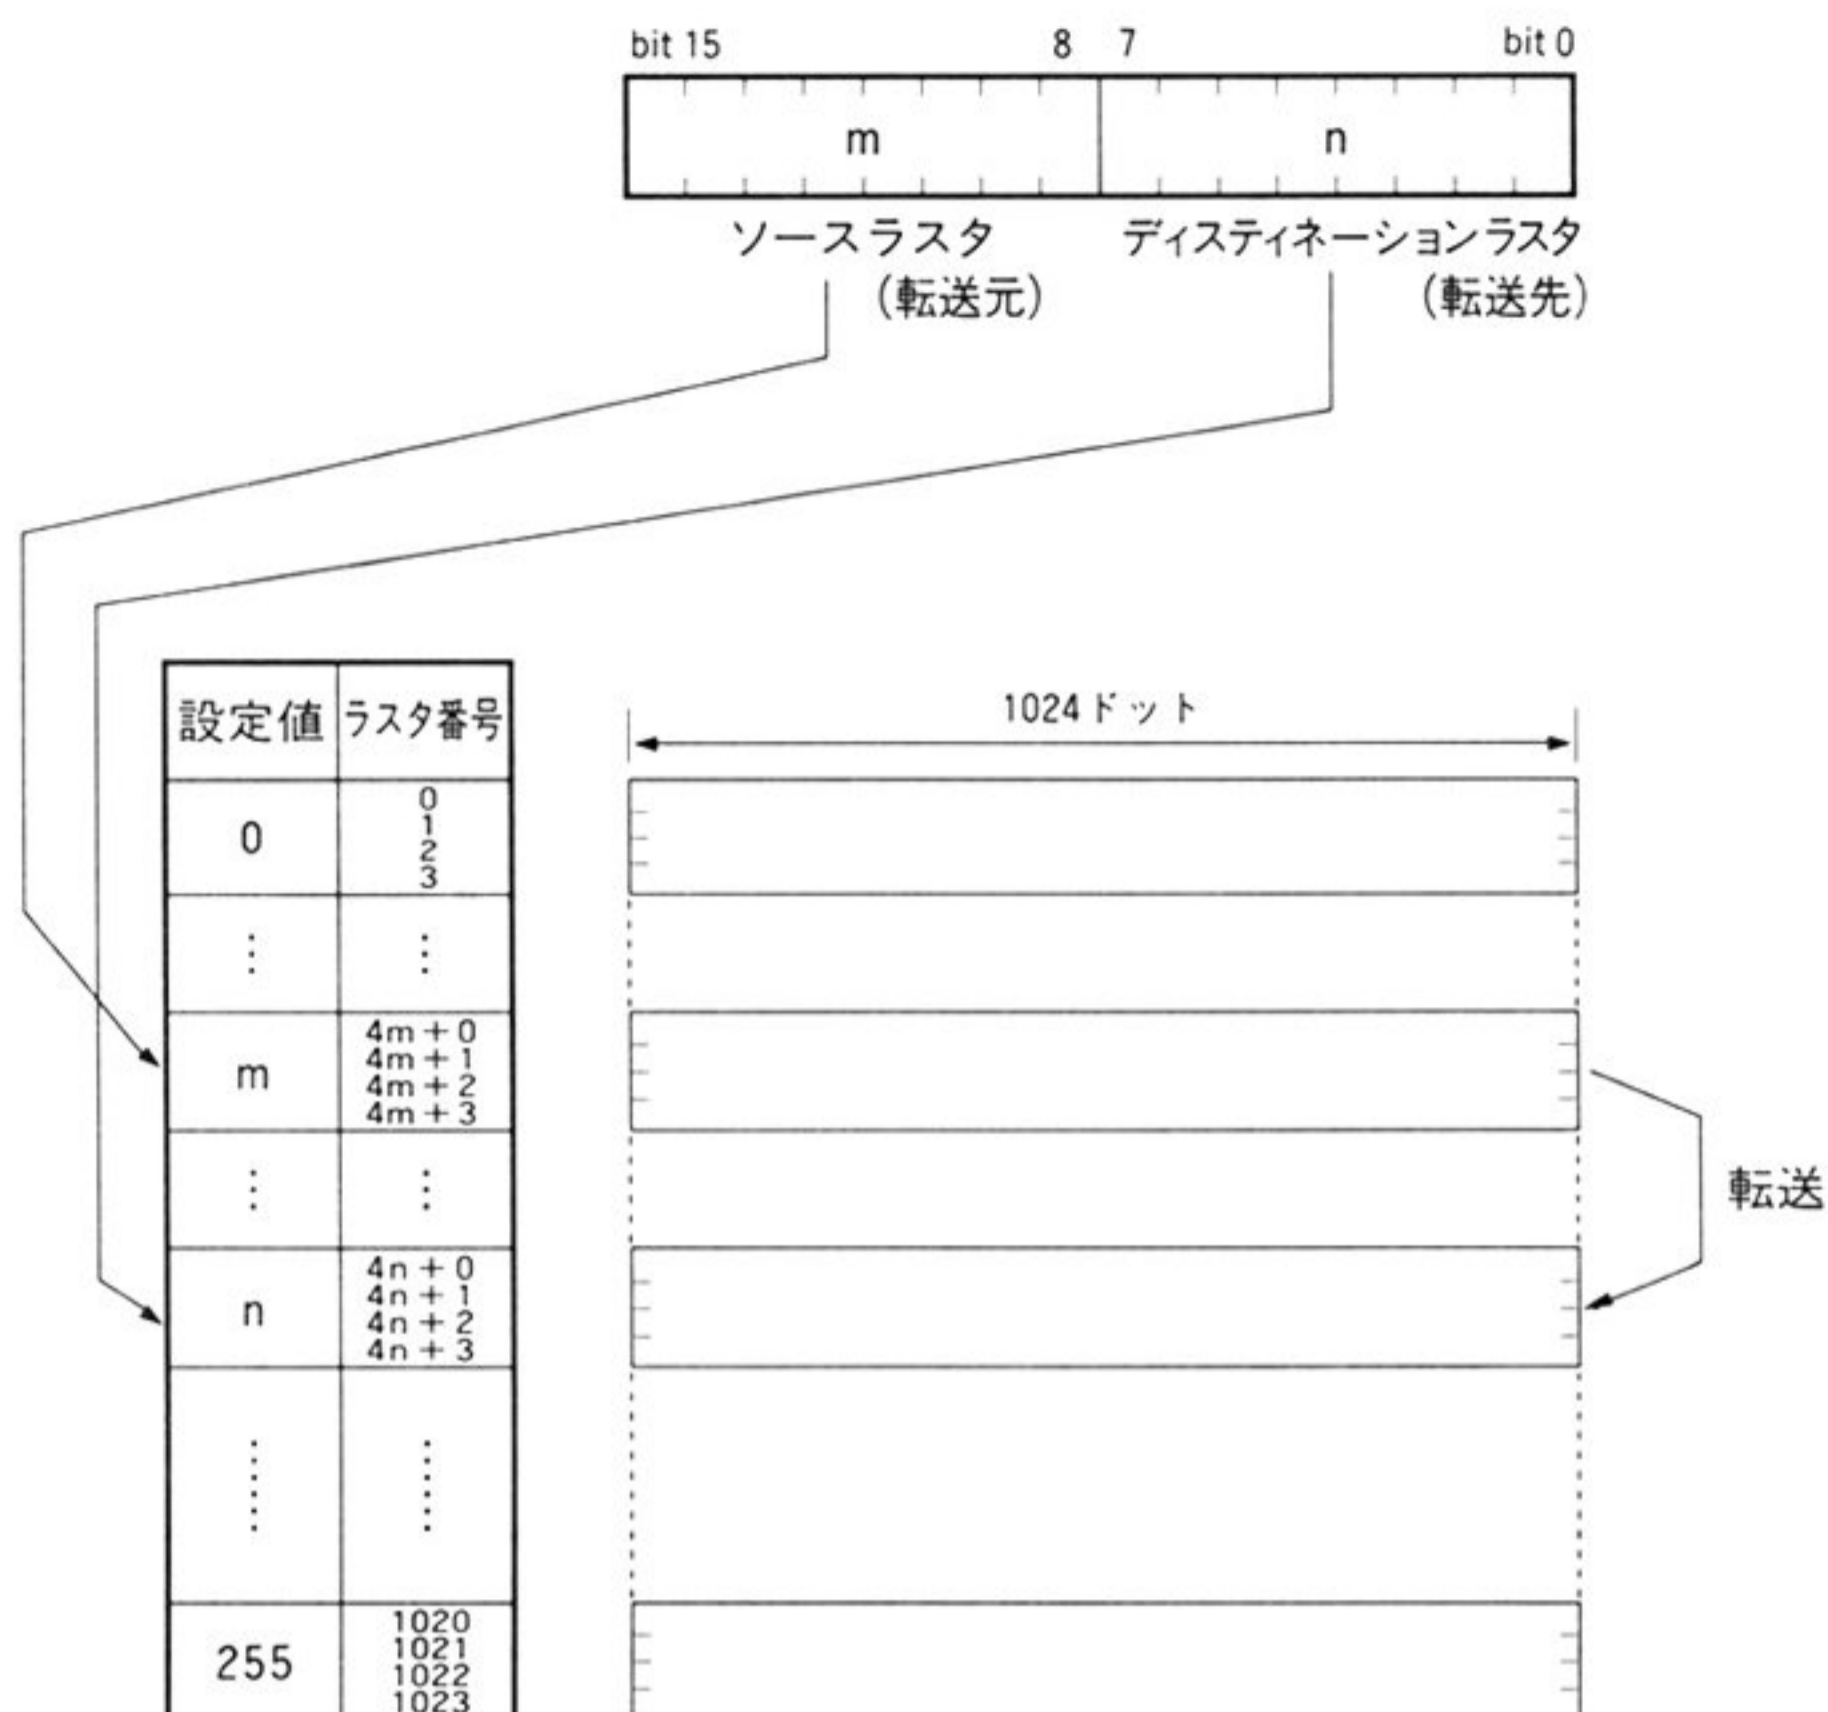 bit 15 8 7 bit 0
m n
ソースラスタ ディスティネーションラスタ
(転送元) (転送先)
設定値 ラスタ番号
1024ドット
0
0
1
2
3
⋮ ⋮
m
4m+0
4m+1
4m+2
4m+3
⋮ ⋮
転送
n
4n+0
4n+1
4n+2
4n+3
⋮ ⋮
255
1020
1021
1022
1023